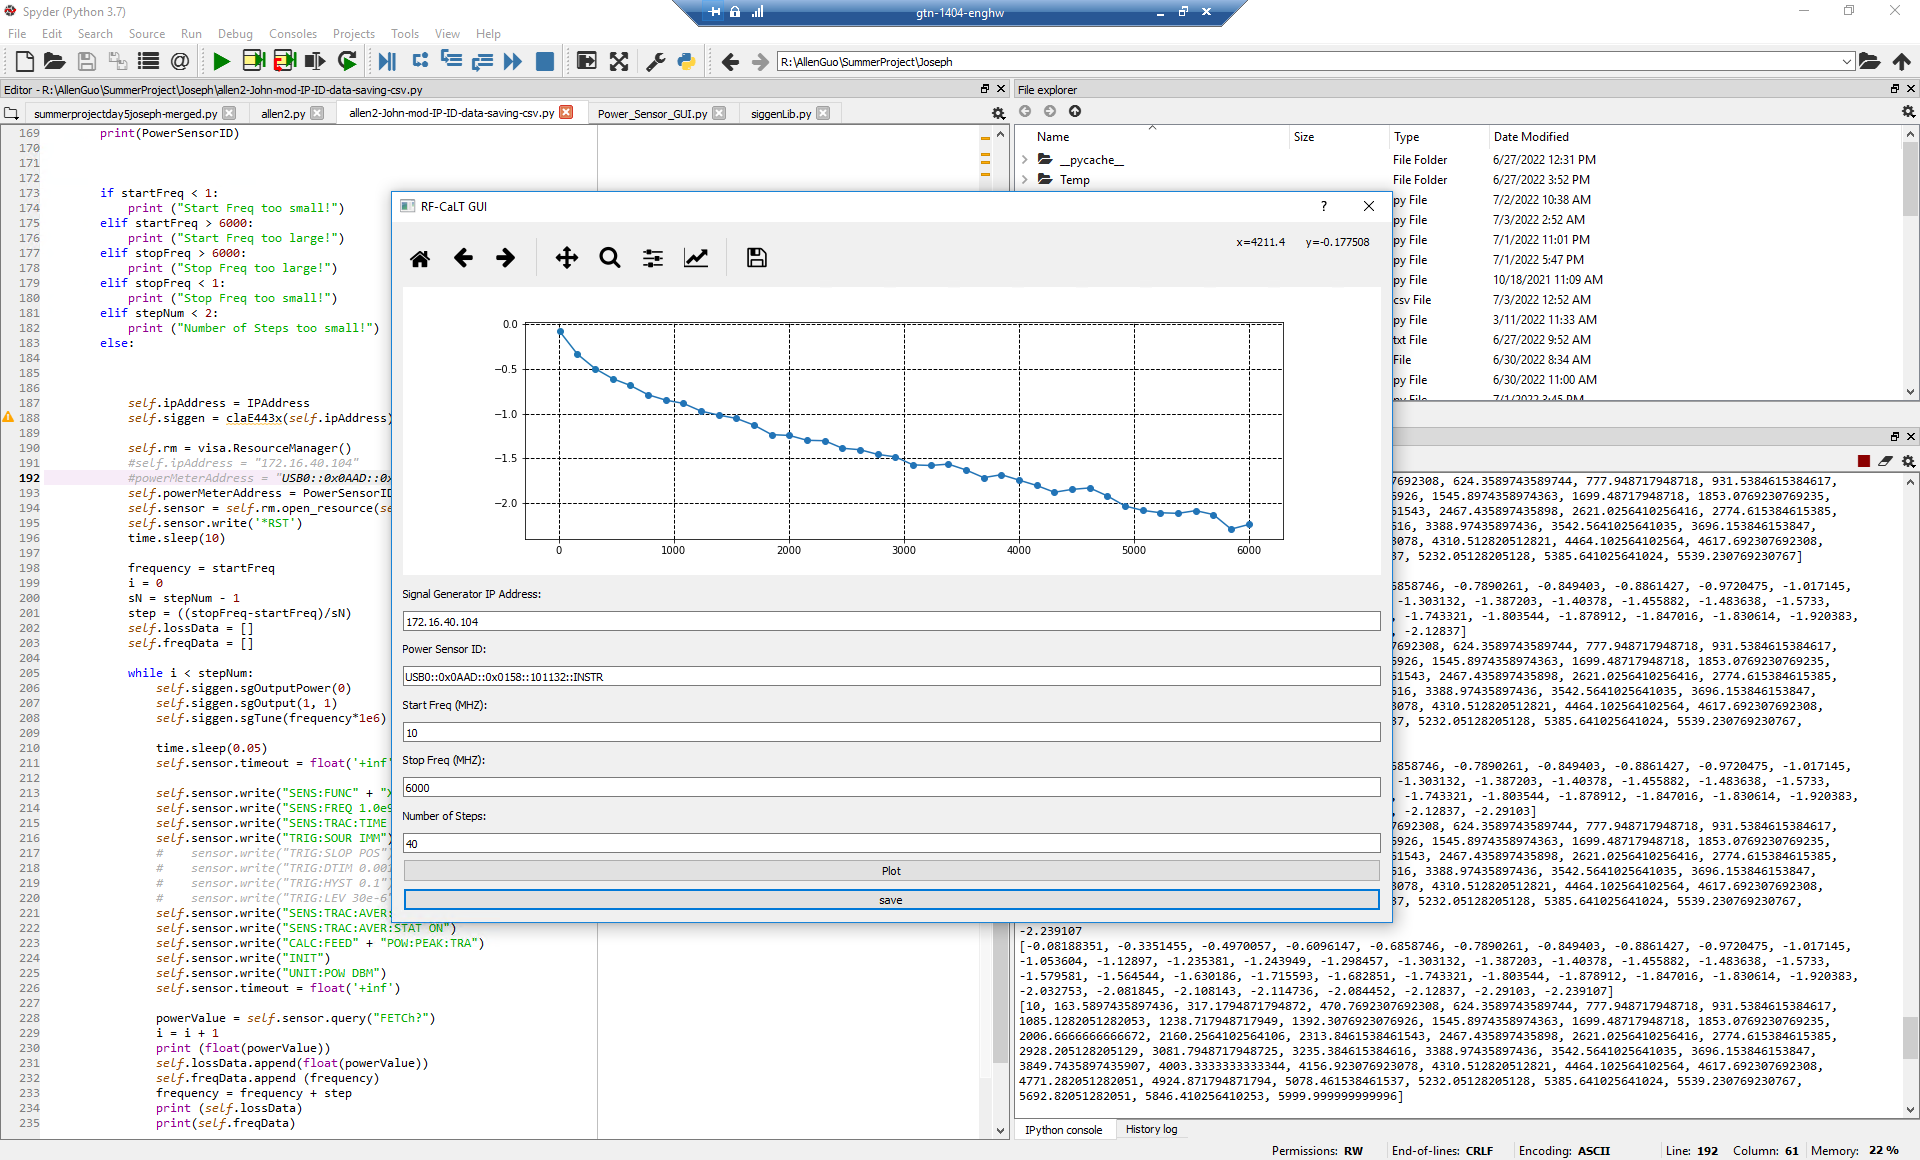 Spyder (Python 3.7)
gtn-1404-enghw
File Edit Search Source Run Debug Consoles Projects Tools View Help
R:\AllenGuo\SummerProject\Joseph
Editor - R:\AllenGuo\SummerProject\Joseph\allen2-John-mod-IP-ID-data-saving-csv.py
summerprojectday5joseph-merged.py allen2.py allen2-John-mod-IP-ID-data-saving-csv.py Power_Sensor_GUI.py siggenLib.py
169 print(PowerSensorID)
170
171
172
173 if startFreq < 1:
174 print ("Start Freq too small!")
175 elif startFreq > 6000:
176 print ("Start Freq too large!")
177 elif stopFreq > 6000:
178 print ("Stop Freq too large!")
179 elif stopFreq < 1:
180 print ("Stop Freq too small!")
181 elif stepNum < 2:
182 print ("Number of Steps too small!")
183 else:
184
185
186
187 self.ipAddress = IPAddress
188 self.siggen = claE443x(self.ipAddress)
189
190 self.rm = visa.ResourceManager()
191 #self.ipAddress = "172.16.40.104"
192 #powerMeterAddress = "USB0::0x0AAD::0x
193 self.powerMeterAddress = PowerSensorID
194 self.sensor = self.rm.open_resource(se
195 self.sensor.write('*RST')
196 time.sleep(10)
197
198 frequency = startFreq
199 i = 0
200 sN = stepNum - 1
201 step = ((stopFreq-startFreq)/sN)
202 self.lossData = []
203 self.freqData = []
204
205 while i < stepNum:
206 self.siggen.sgOutputPower(0)
207 self.siggen.sgOutput(1, 1)
208 self.siggen.sgTune(frequency*1e6)
209
210 time.sleep(0.05)
211 self.sensor.timeout = float('+inf'
212
213 self.sensor.write("SENS:FUNC" + "X
214 self.sensor.write("SENS:FREQ 1.0e9
215 self.sensor.write("SENS:TRAC:TIME
216 self.sensor.write("TRIG:SOUR IMM")
217 # sensor.write("TRIG:SLOP POS")
218 # sensor.write("TRIG:DTIM 0.001
219 # sensor.write("TRIG:HYST 0.1")
220 # sensor.write("TRIG:LEV 30e-6"
221 self.sensor.write("SENS:TRAC:AVER:
222 self.sensor.write("SENS:TRAC:AVER:STAT ON")
223 self.sensor.write("CALC:FEED" + "POW:PEAK:TRA")
224 self.sensor.write("INIT")
225 self.sensor.write("UNIT:POW DBM")
226 self.sensor.timeout = float('+inf')
227
228 powerValue = self.sensor.query("FETCh?")
229 i = i + 1
230 print (float(powerValue))
231 self.lossData.append(float(powerValue))
232 self.freqData.append (frequency)
233 frequency = frequency + step
234 print (self.lossData)
235 print(self.freqData)
RF-CaLT GUI
x=4211.4 y=-0.177508
0.0
−0.5
−1.0
−1.5
−2.0
0 1000 2000 3000 4000 5000 6000
Signal Generator IP Address:
172.16.40.104
Power Sensor ID:
USB0::0x0AAD::0x0158::101132::INSTR
Start Freq (MHZ):
10
Stop Freq (MHZ):
6000
Number of Steps:
40
Plot
save
File explorer
Name Size Type Date Modified
__pycache__ File Folder 6/27/2022 12:31 PM
Temp File Folder 6/27/2022 3:52 PM
py File 7/2/2022 10:38 AM
py File 7/3/2022 2:52 AM
py File 7/1/2022 11:01 PM
py File 7/1/2022 5:47 PM
py File 10/18/2021 11:09 AM
csv File 7/3/2022 12:52 AM
py File 3/11/2022 11:33 AM
txt File 6/27/2022 9:52 AM
File 6/30/2022 8:34 AM
py File 6/30/2022 11:00 AM
py File 7/1/2022 3:45 PM
7692308, 624.3589743589744, 777.948717948718, 931.5384615384617,
6926, 1545.8974358974363, 1699.48717948718, 1853.0769230769235,
61543, 2467.435897435898, 2621.0256410256416, 2774.615384615385,
616, 3388.97435897436, 3542.5641025641035, 3696.153846153847,
3078, 4310.512820512821, 4464.102564102564, 4617.692307692308,
37, 5232.05128205128, 5385.641025641024, 5539.230769230767]
6858746, -0.7890261, -0.849403, -0.8861427, -0.9720475, -1.017145,
-1.303132, -1.387203, -1.40378, -1.455882, -1.483638, -1.5733,
, -1.743321, -1.803544, -1.878912, -1.847016, -1.830614, -1.920383,
, -2.12837]
7692308, 624.3589743589744, 777.948717948718, 931.5384615384617,
6926, 1545.8974358974363, 1699.48717948718, 1853.0769230769235,
61543, 2467.435897435898, 2621.0256410256416, 2774.615384615385,
616, 3388.97435897436, 3542.5641025641035, 3696.153846153847,
3078, 4310.512820512821, 4464.102564102564, 4617.692307692308,
37, 5232.05128205128, 5385.641025641024, 5539.230769230767,
6858746, -0.7890261, -0.849403, -0.8861427, -0.9720475, -1.017145,
-1.303132, -1.387203, -1.40378, -1.455882, -1.483638, -1.5733,
, -1.743321, -1.803544, -1.878912, -1.847016, -1.830614, -1.920383,
, -2.12837, -2.29103]
7692308, 624.3589743589744, 777.948717948718, 931.5384615384617,
6926, 1545.8974358974363, 1699.48717948718, 1853.0769230769235,
61543, 2467.435897435898, 2621.0256410256416, 2774.615384615385,
616, 3388.97435897436, 3542.5641025641035, 3696.153846153847,
3078, 4310.512820512821, 4464.102564102564, 4617.692307692308,
37, 5232.05128205128, 5385.641025641024, 5539.230769230767,
-2.239107
[-0.08188351, -0.3351455, -0.4970057, -0.6096147, -0.6858746, -0.7890261, -0.849403, -0.8861427, -0.9720475, -1.017145,
-1.053604, -1.12897, -1.235381, -1.243949, -1.298457, -1.303132, -1.387203, -1.40378, -1.455882, -1.483638, -1.5733,
-1.579581, -1.564544, -1.630186, -1.715593, -1.682851, -1.743321, -1.803544, -1.878912, -1.847016, -1.830614, -1.920383,
-2.032753, -2.081845, -2.108143, -2.114736, -2.084452, -2.12837, -2.29103, -2.239107]
[10, 163.5897435897436, 317.1794871794872, 470.7692307692308, 624.3589743589744, 777.948717948718, 931.5384615384617,
1085.1282051282053, 1238.717948717949, 1392.3076923076926, 1545.8974358974363, 1699.48717948718, 1853.0769230769235,
2006.6666666666672, 2160.2564102564106, 2313.8461538461543, 2467.435897435898, 2621.0256410256416, 2774.615384615385,
2928.205128205129, 3081.7948717948725, 3235.384615384616, 3388.97435897436, 3542.5641025641035, 3696.153846153847,
3849.7435897435907, 4003.3333333333344, 4156.923076923078, 4310.512820512821, 4464.102564102564, 4617.692307692308,
4771.282051282051, 4924.871794871794, 5078.461538461537, 5232.05128205128, 5385.641025641024, 5539.230769230767,
5692.82051282051, 5846.410256410253, 5999.999999999996]
IPython console History log
Permissions: RW End-of-lines: CRLF Encoding: ASCII Line: 192 Column: 61 Memory: 22 %